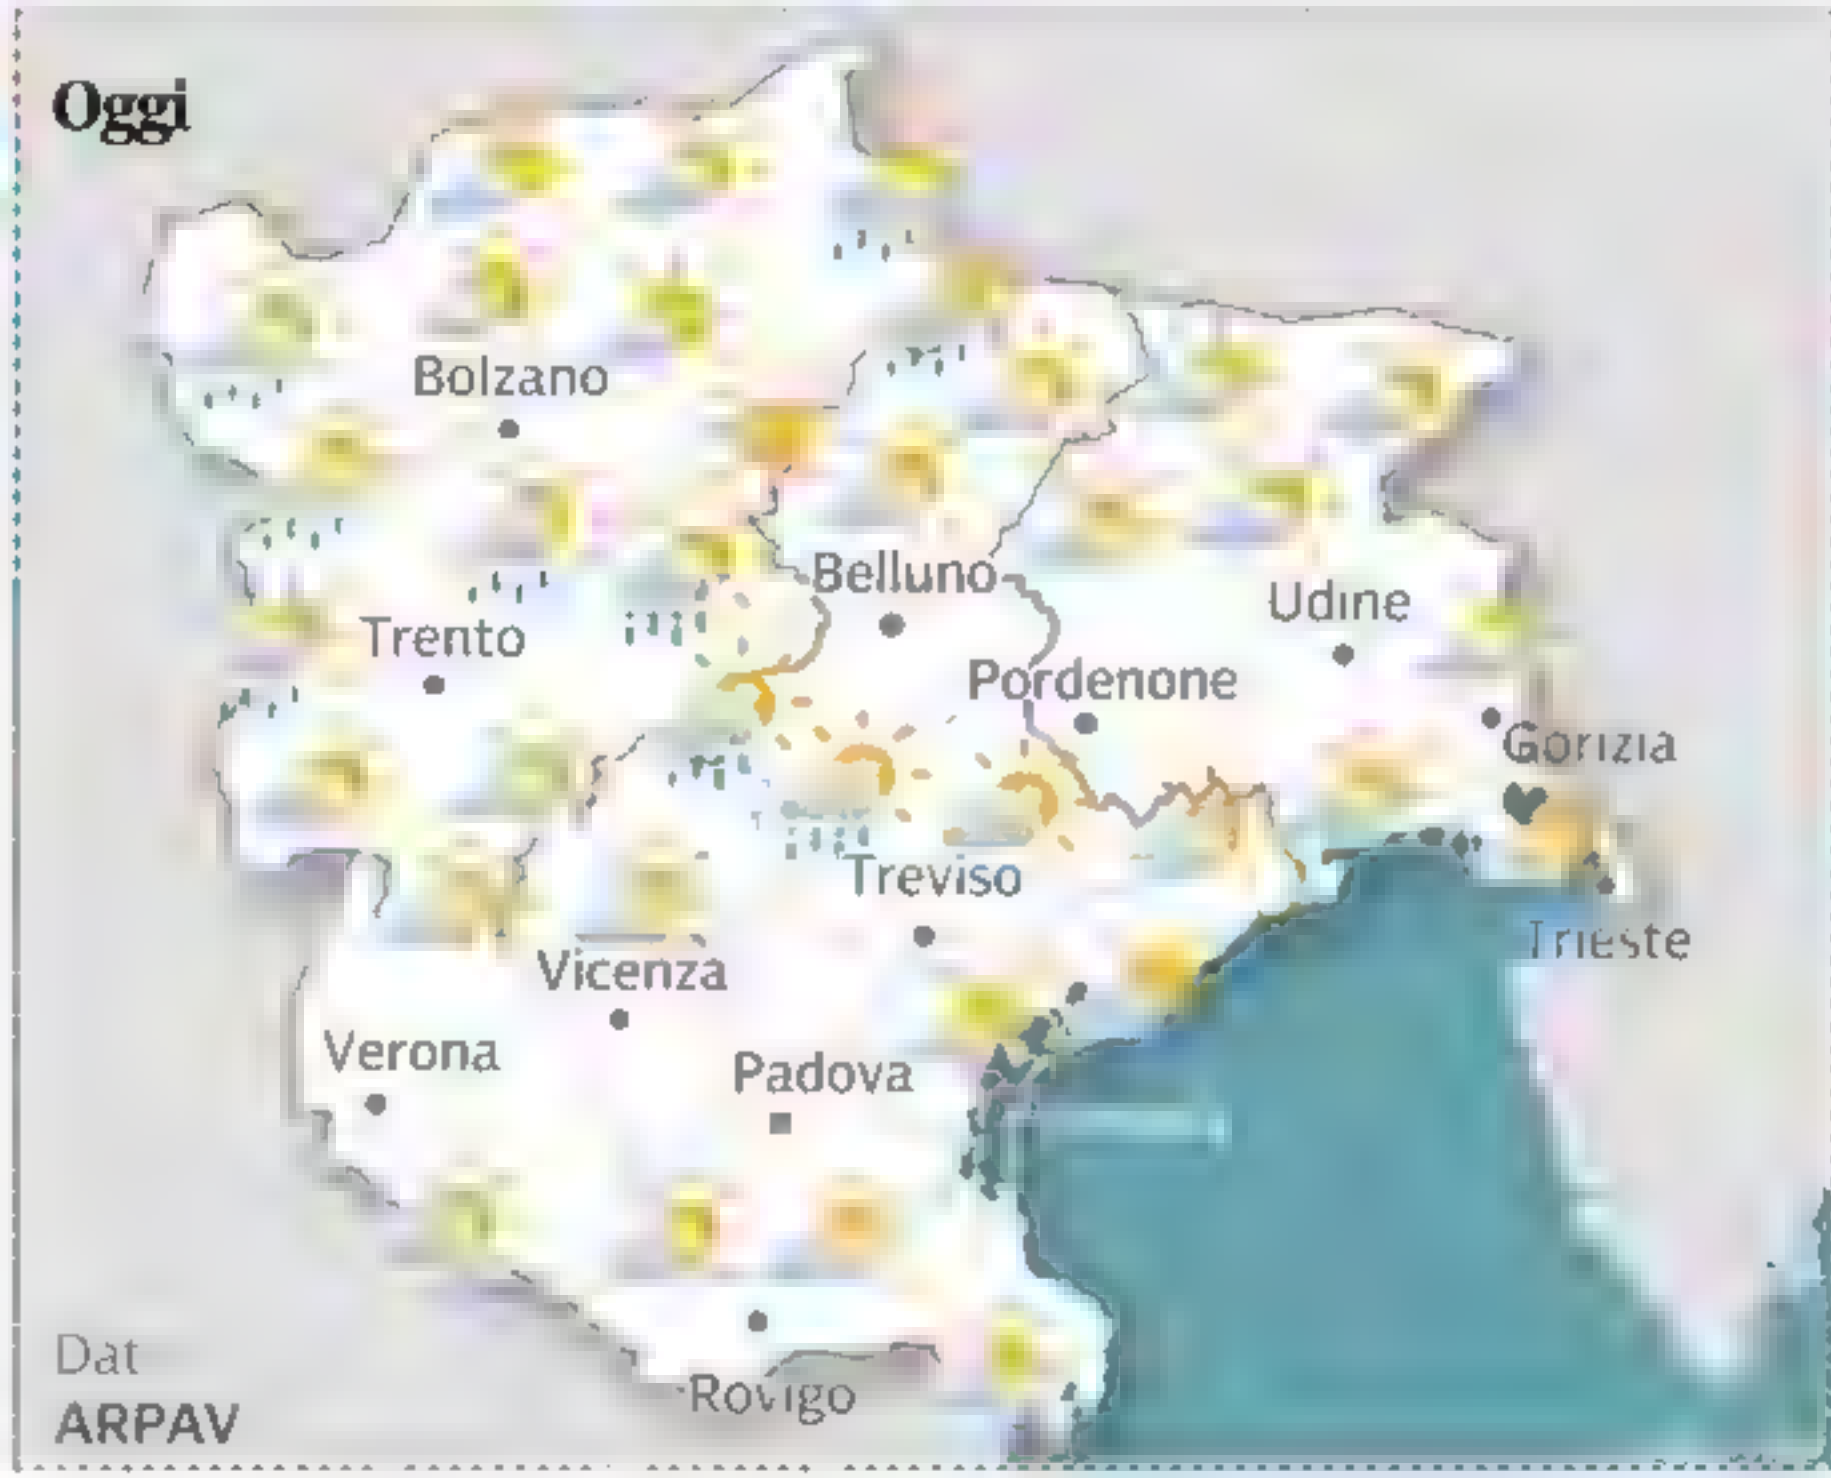 Oggi
Bolzano
Belluno
Udine
Trento
Pordenone
Gorizia
Treviso
Trieste
Vicenza
Verona
Padova
Rovigo
Dat
ARPAV